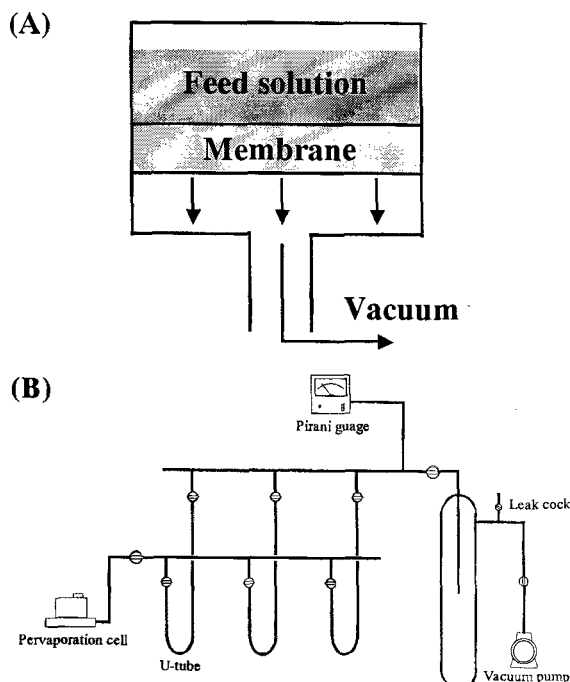 (A)
Feed solution
Membrane
Vacuum
(B)
Pirani guage
Leak cock
Pervaporation cell
U-tube
Vacuum pump